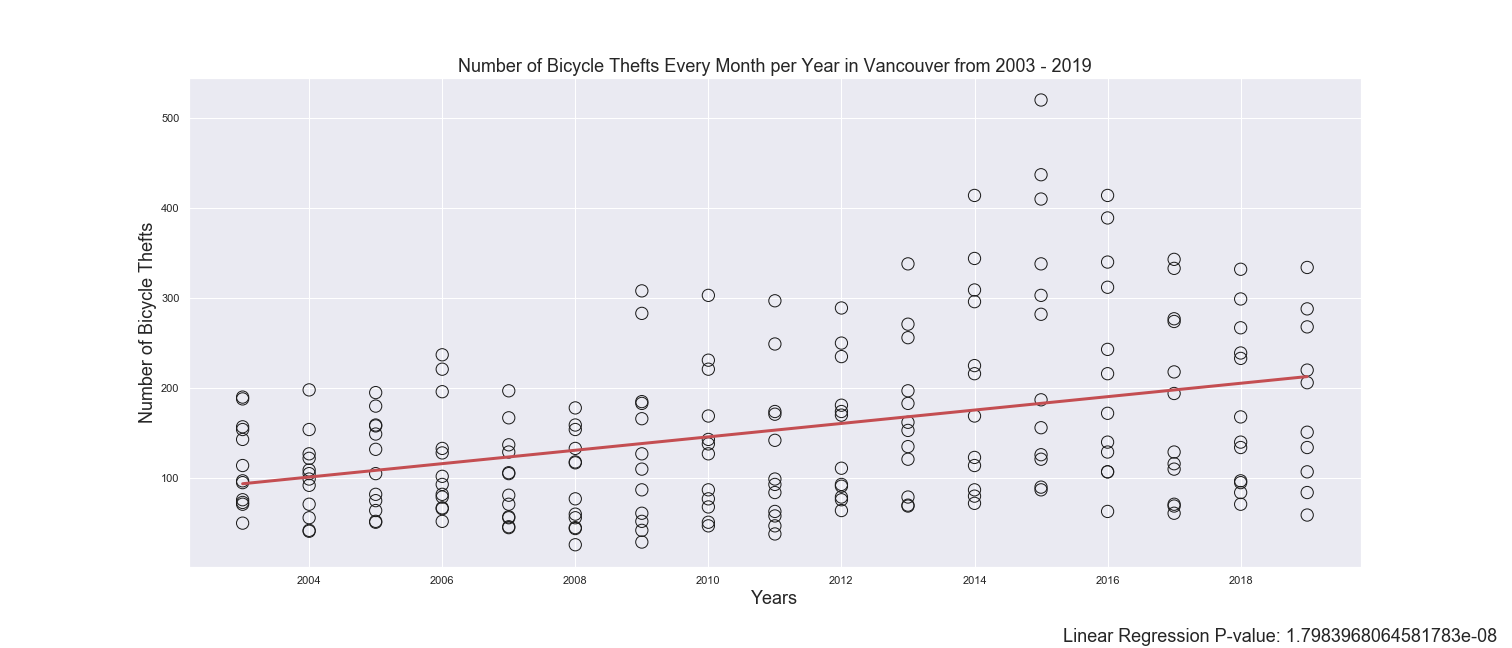 Number of Bicycle Thefts Every Month per Year in Vancouver from 2003 - 2019
Number of Bicycle Thefts
500
400
300
200
100
2004 2006 2008 2010 2012 2014 2016 2018
Years
Linear Regression P-value: 1.7983968064581783e-08